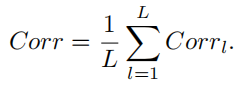 Corr = \frac{1}{L} \sum_{l=1}^{L} Corr_l.